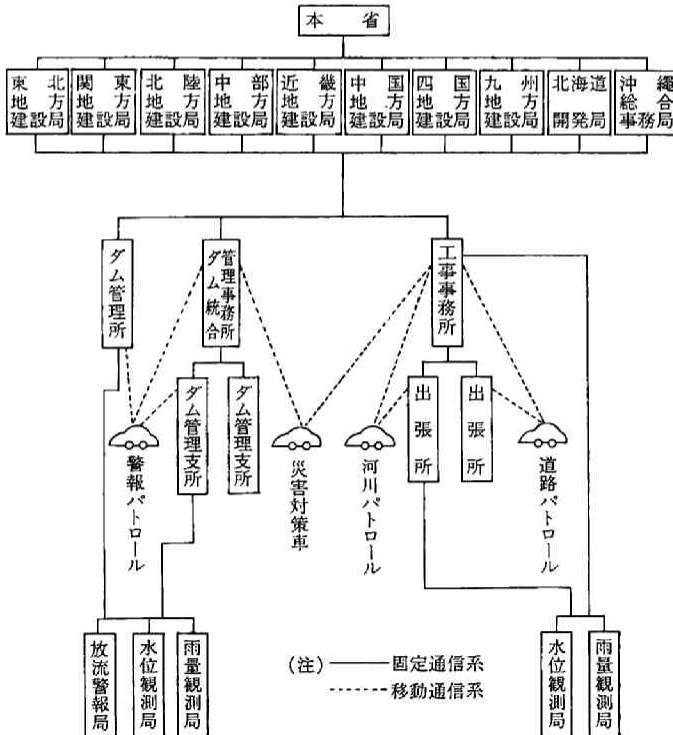 本省
東北地方建設局
関東地方建設局
北陸地方建設局
中部地方建設局
近畿地方建設局
中国地方建設局
四国地方建設局
九州地方建設局
北海道開発局
沖縄総合事務局
ダム管理所
ダム統合管理事務所
工事事務所
ダム管理支所
ダム管理支所
出張所
出張所
警報パトロール
災害対策車
河川パトロール
道路パトロール
放流警報局
水位観測局
雨量観測局
(注) 固定通信系
移動通信系
水位観測局
雨量観測局